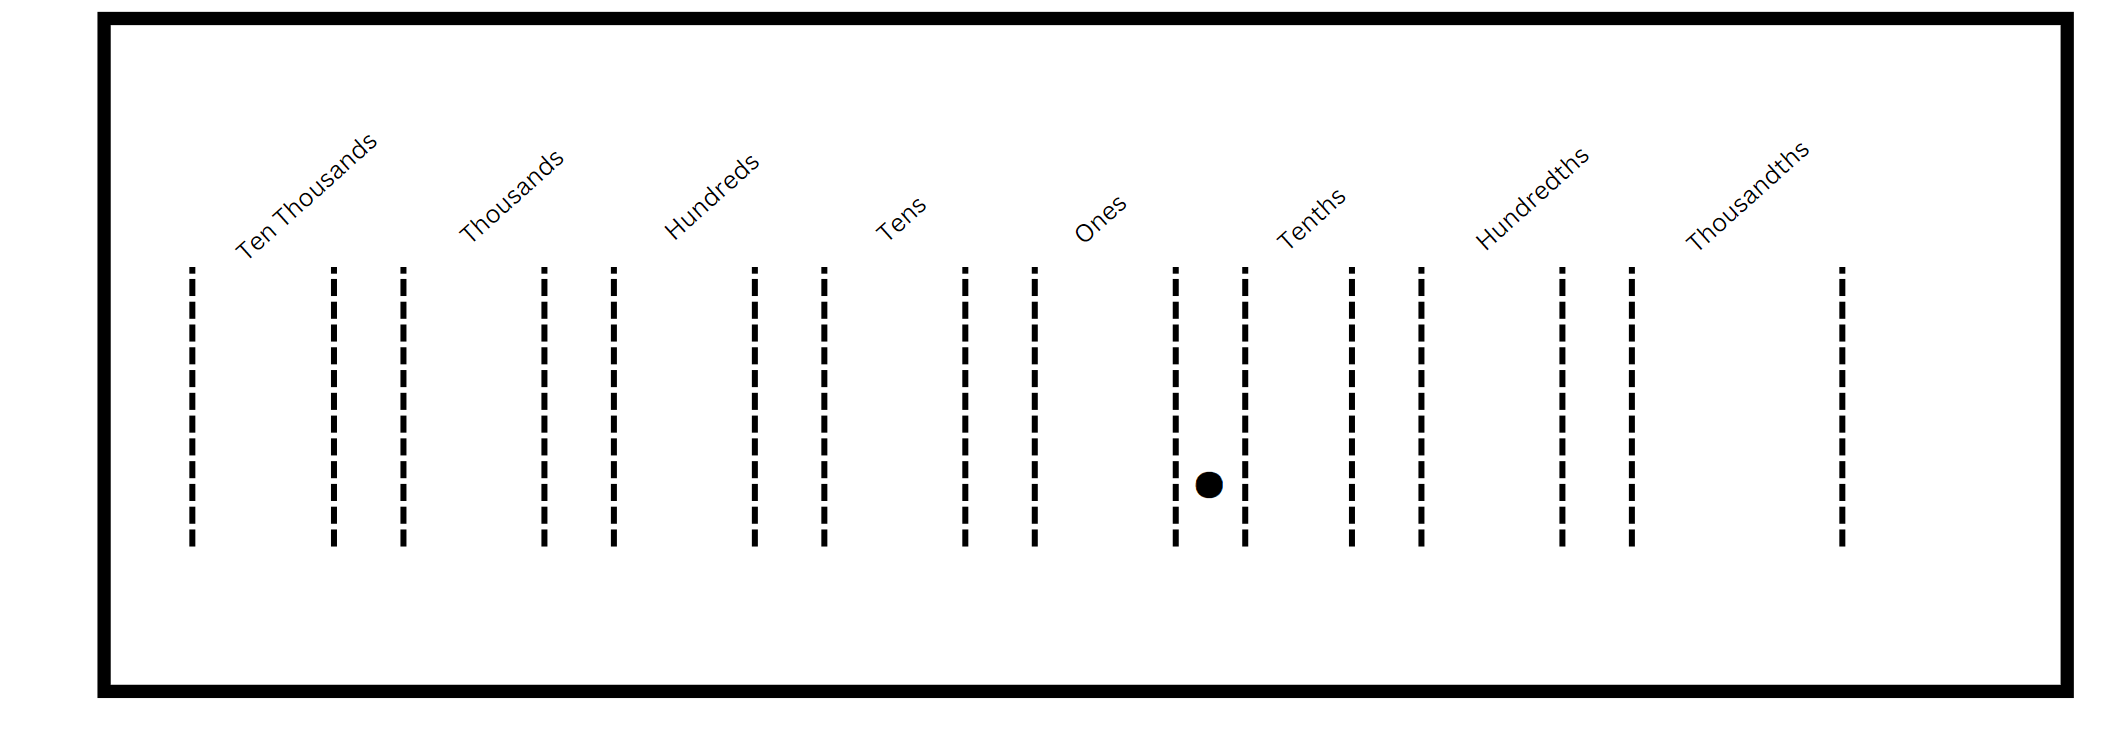 Ten Thousands
Thousands
Hundreds
Tens
Ones
Tenths
Hundredths
Thousandths